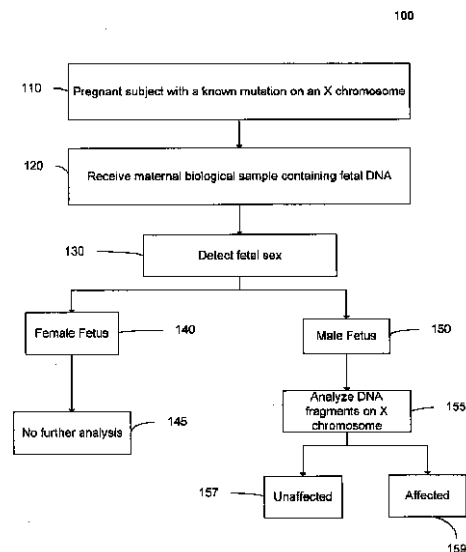 100
110
Pregnant subject with a known mutation on an X chromosome
120
Receive maternal biological sample containing fetal DNA
130
Detect fetal sex
Female Fetus
140
Male Fetus
150
No further analysis
145
Analyze DNA
fragments on X
chromosome
155
157
Unaffected
Affected
159